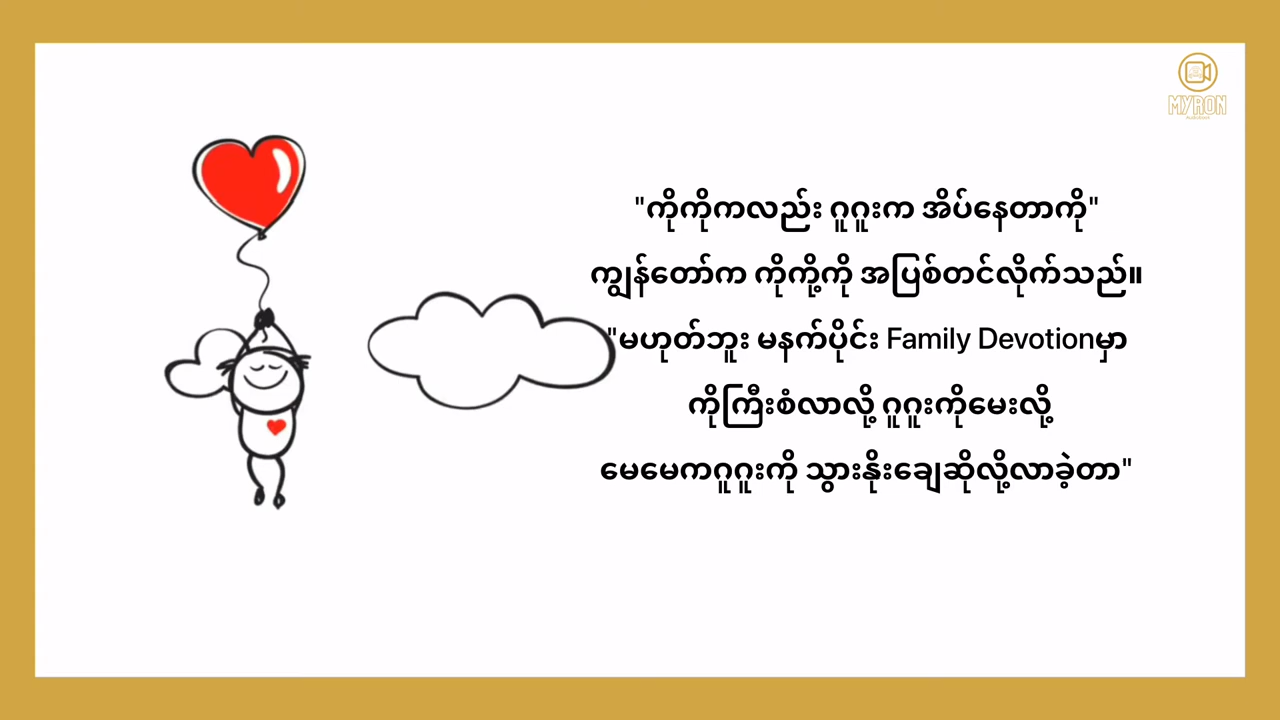 MYRON
"ကိုကိုကလည်း ဂူဂူးက အိပ်နေတာကို"
ကျွန်တော်က ကိုကို့ကို အပြစ်တင်လိုက်သည်။
"မဟုတ်ဘူး မနက်ပိုင်း Family Devotionမှာ
ကိုကြီးစံလာလို့ ဂူဂူးကိုမေးလို့
မေမေကဂူဂူးကို သွားနိုးချေဆိုလို့လာခဲ့တာ"